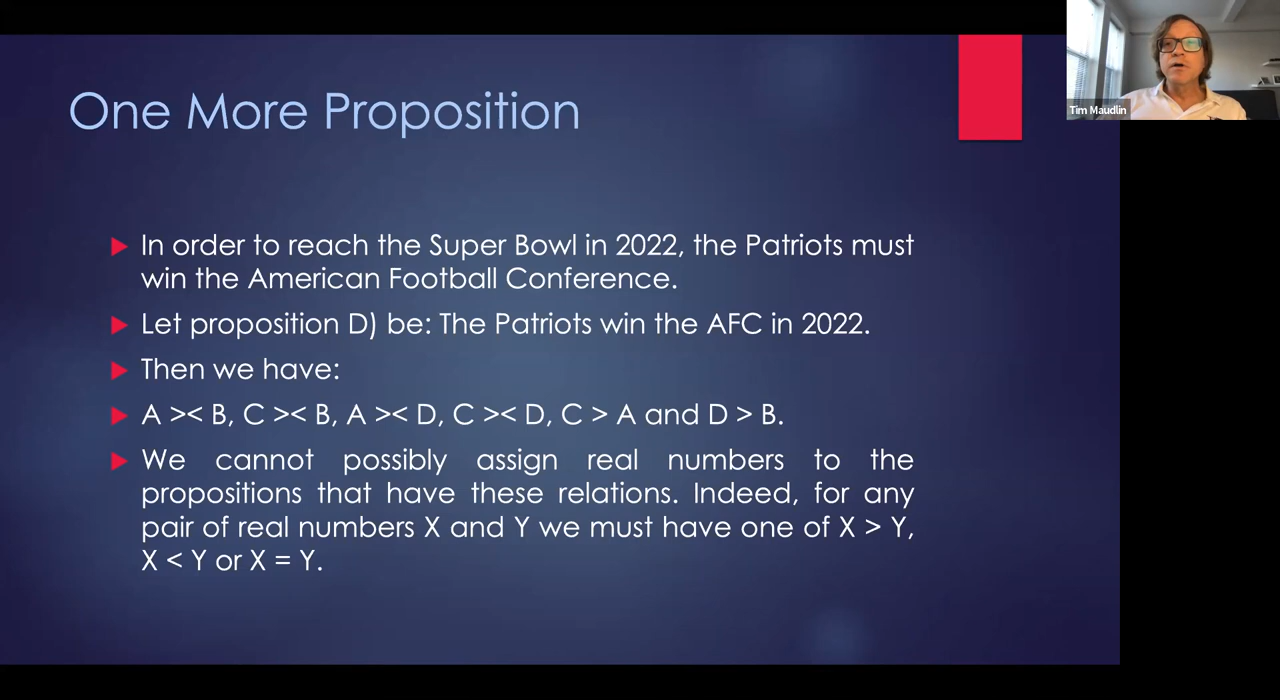 One More Proposition
In order to reach the Super Bowl in 2022, the Patriots must
win the American Football Conference.
Let proposition D) be: The Patriots win the AFC in 2022.
Then we have:
A >< B, C >< B, A >< D, C >< D, C > A and D > B.
We cannot possibly assign real numbers to the
propositions that have these relations. Indeed, for any
pair of real numbers X and Y we must have one of X > Y,
X < Y or X = Y.
Tim Maudlin